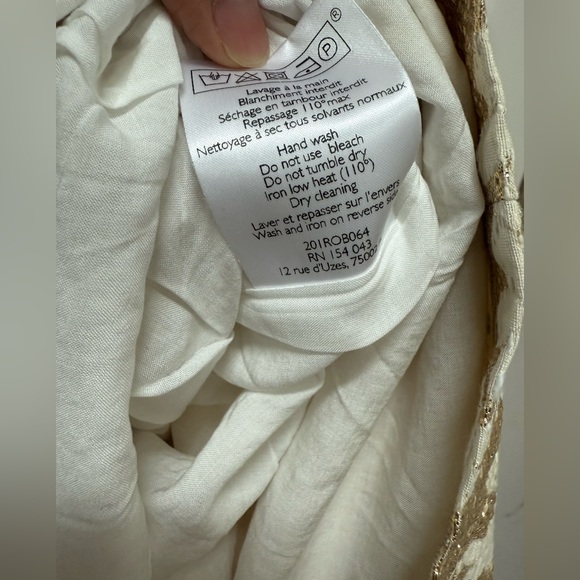 P
®
Lavage à la main
Blanchiment interdit
Séchage en tambour interdit
Repassage 110° max
Nettoyage à sec tous solvants normaux
Hand wash
Do not use bleach
Do not tumble dry
iron low heat (110°)
Dry cleaning
Laver et repasser sur l'envers
Wash and iron on reverse side
201ROB064
RN 154 043
12 rue d'Uzes,